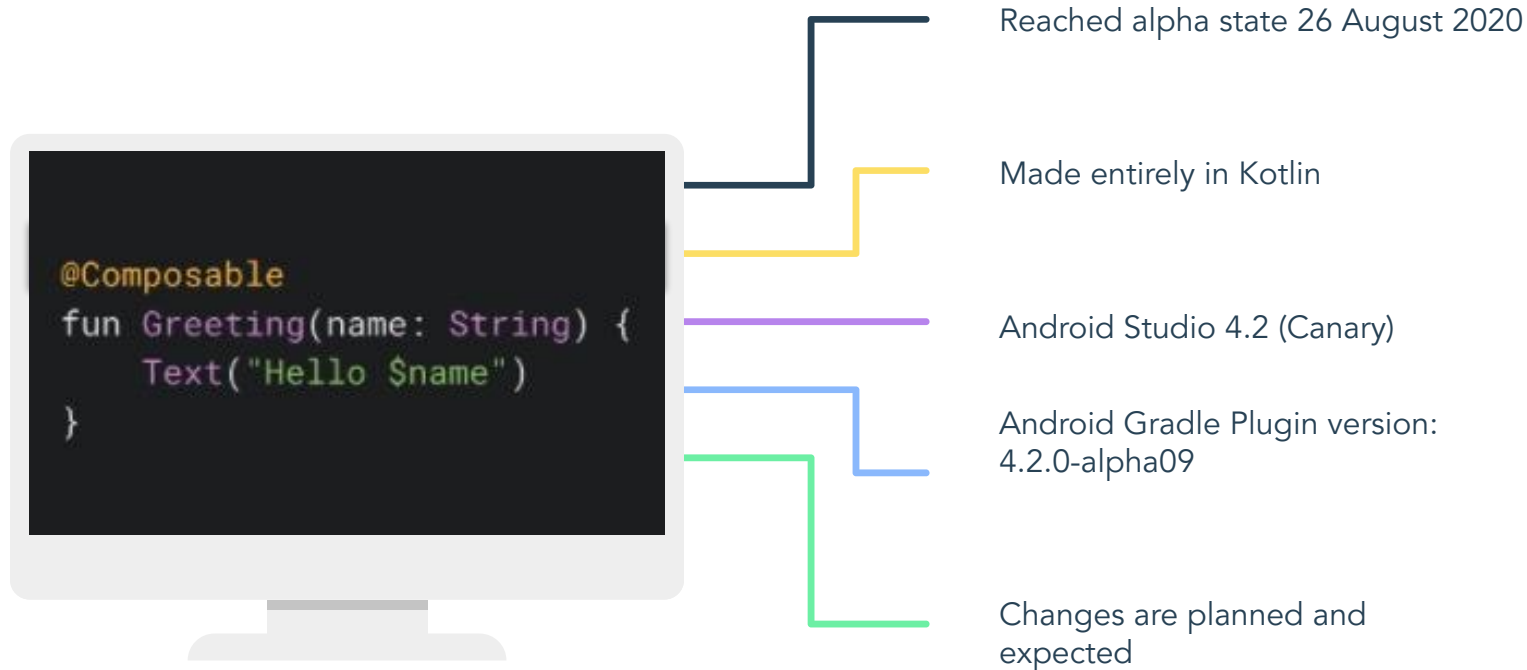 @Composable
fun Greeting(name: String) {
    Text("Hello $name")
}
Reached alpha state 26 August 2020
Made entirely in Kotlin
Android Studio 4.2 (Canary)
Android Gradle Plugin version:
4.2.0-alpha09
Changes are planned and
expected